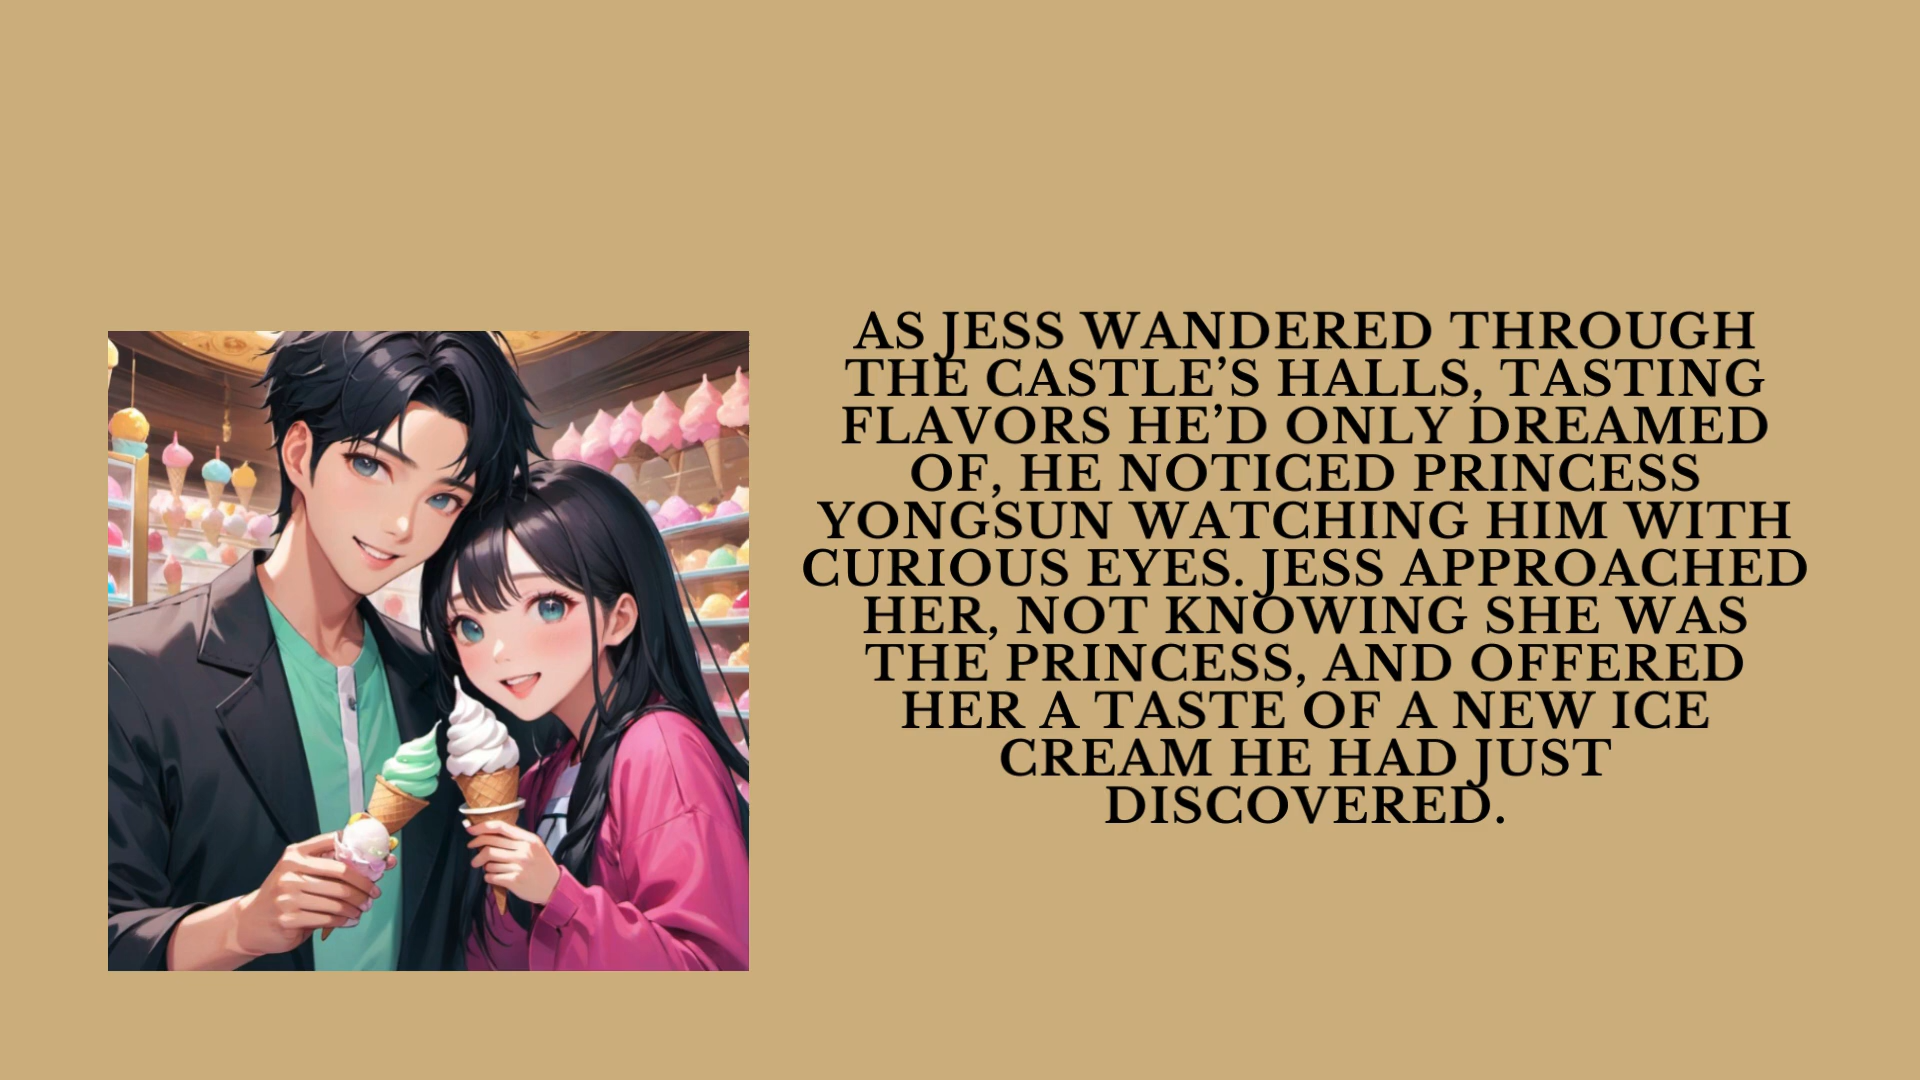 AS JESS WANDERED THROUGH
THE CASTLE’S HALLS, TASTING
FLAVORS HE’D ONLY DREAMED
OF, HE NOTICED PRINCESS
YONGSUN WATCHING HIM WITH
CURIOUS EYES. JESS APPROACHED
HER, NOT KNOWING SHE WAS
THE PRINCESS, AND OFFERED
HER A TASTE OF A NEW ICE
CREAM HE HAD JUST
DISCOVERED.